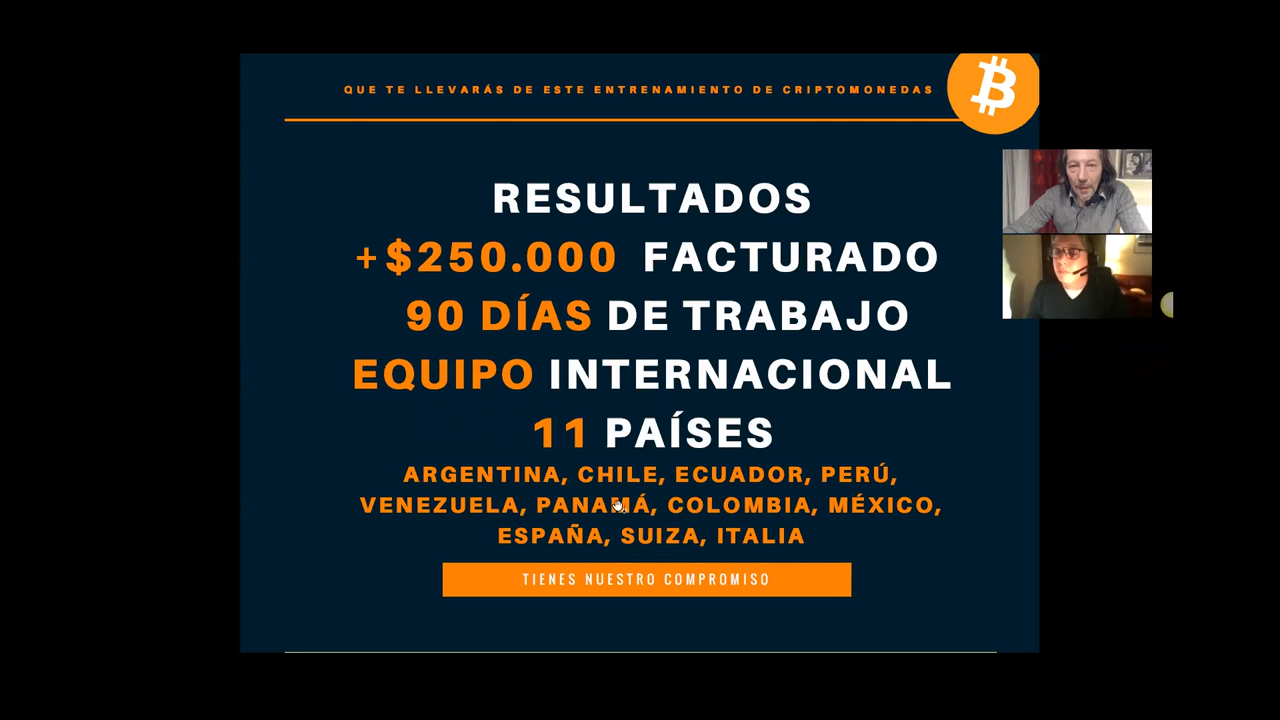 QUE TE LLEVARÁS DE ESTE ENTRENAMIENTO DE CRIPTOMONEDAS
RESULTADOS
+$250.000 FACTURADO
90 DÍAS DE TRABAJO
EQUIPO INTERNACIONAL
11 PAÍSES
ARGENTINA, CHILE, ECUADOR, PERÚ,
VENEZUELA, PANAMÁ, COLOMBIA, MÉXICO,
ESPAÑA, SUIZA, ITALIA
TIENES NUESTRO COMPROMISO